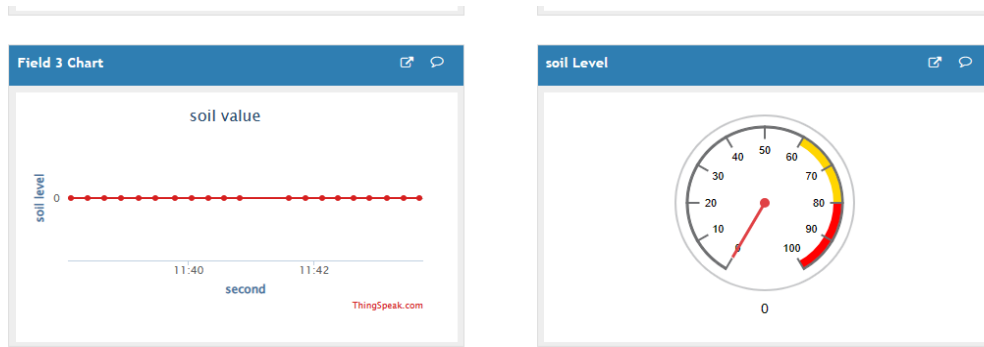 Field 3 Chart
soil value
soil level
0
11:40
11:42
second
ThingSpeak.com
soil Level
0
10
20
30
40
50
60
70
80
90
100
0